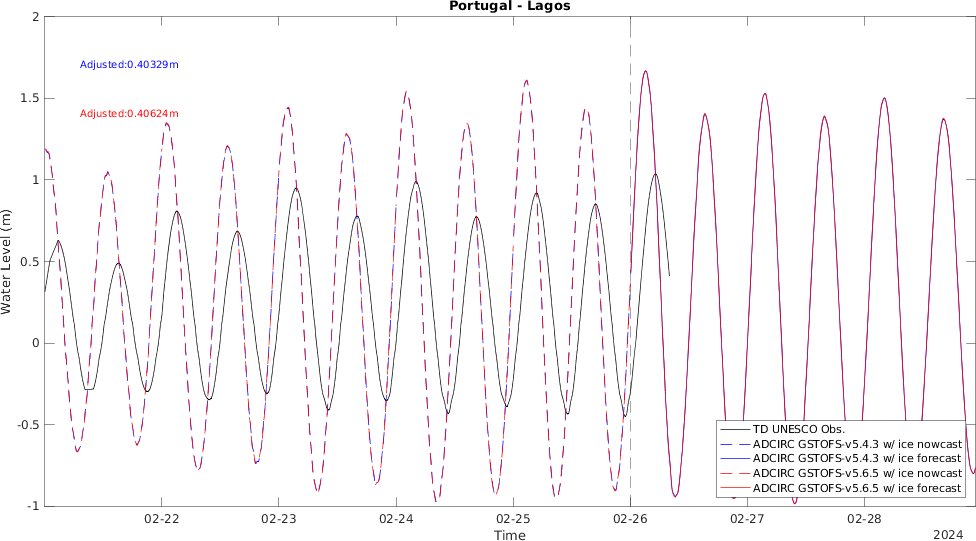 Portugal - Lagos
2
1.5
1
0.5
0
-0.5
-1
Water Level (m)
Adjusted:0.40329m
Adjusted:0.40624m
TD UNESCO Obs.
ADCIRC GSTOFS-v5.4.3 w/ ice nowcast
ADCIRC GSTOFS-v5.4.3 w/ ice forecast
ADCIRC GSTOFS-v5.6.5 w/ ice nowcast
ADCIRC GSTOFS-v5.6.5 w/ ice forecast
02-22
02-23
02-24
02-25
02-26
02-27
02-28
Time
2024